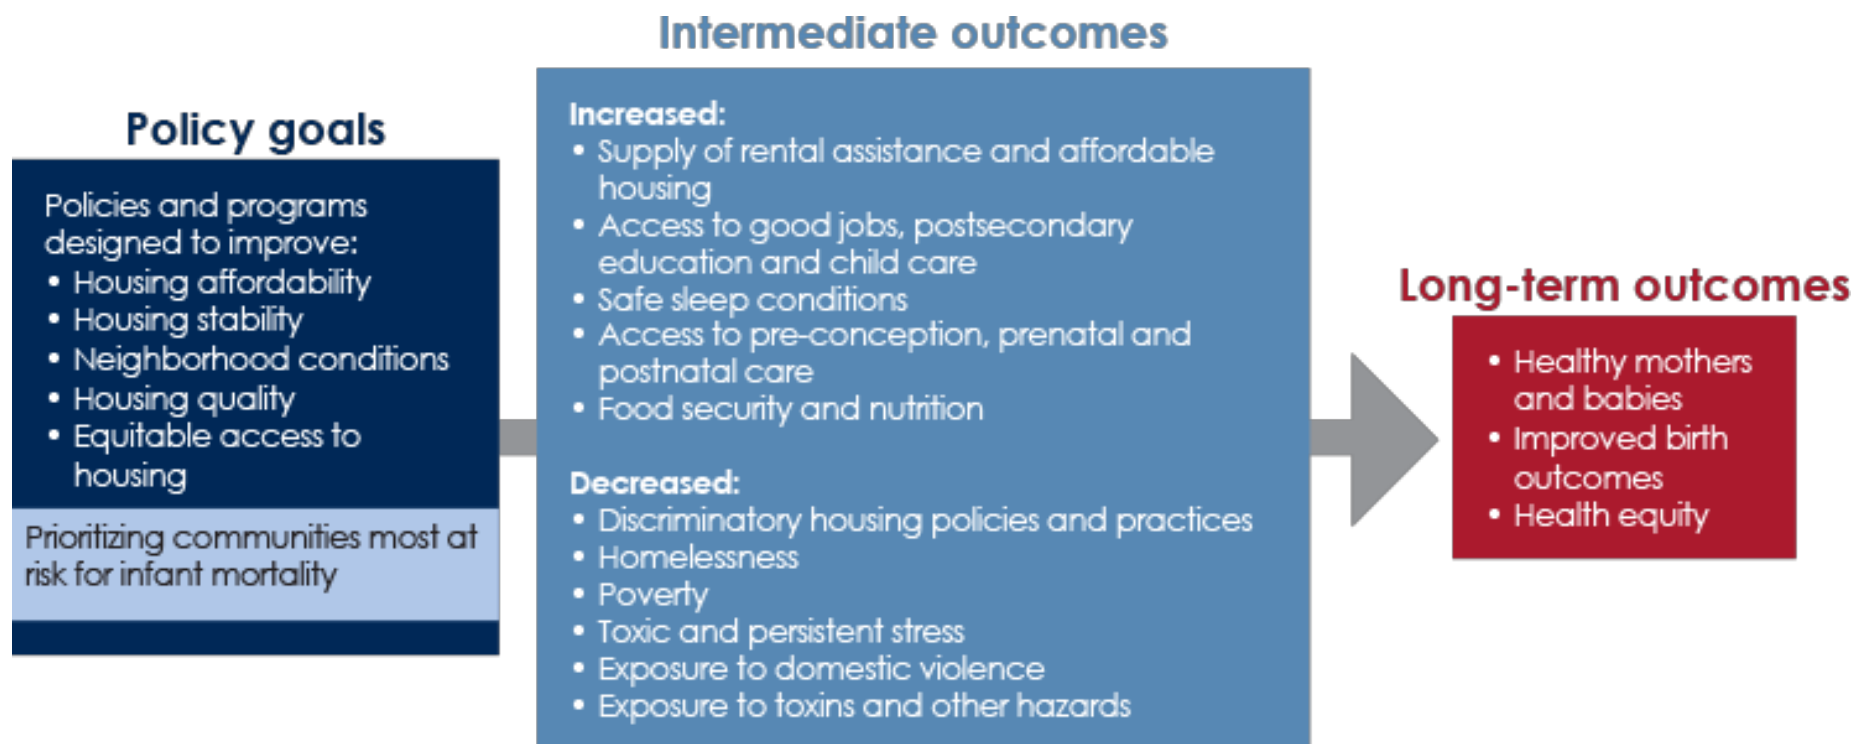 Intermediate outcomes
Policy goals
Policies and programs
designed to improve:
• Housing affordability
• Housing stability
• Neighborhood conditions
• Housing quality
• Equitable access to
housing
Prioritizing communities most at
risk for infant mortality
Increased:
• Supply of rental assistance and affordable
housing
• Access to good jobs, postsecondary
education and child care
• Safe sleep conditions
• Access to pre-conception, prenatal and
postnatal care
• Food security and nutrition
Decreased:
• Discriminatory housing policies and practices
• Homelessness
• Poverty
• Toxic and persistent stress
• Exposure to domestic violence
• Exposure to toxins and other hazards
Long-term outcomes
• Healthy mothers
and babies
• Improved birth
outcomes
• Health equity